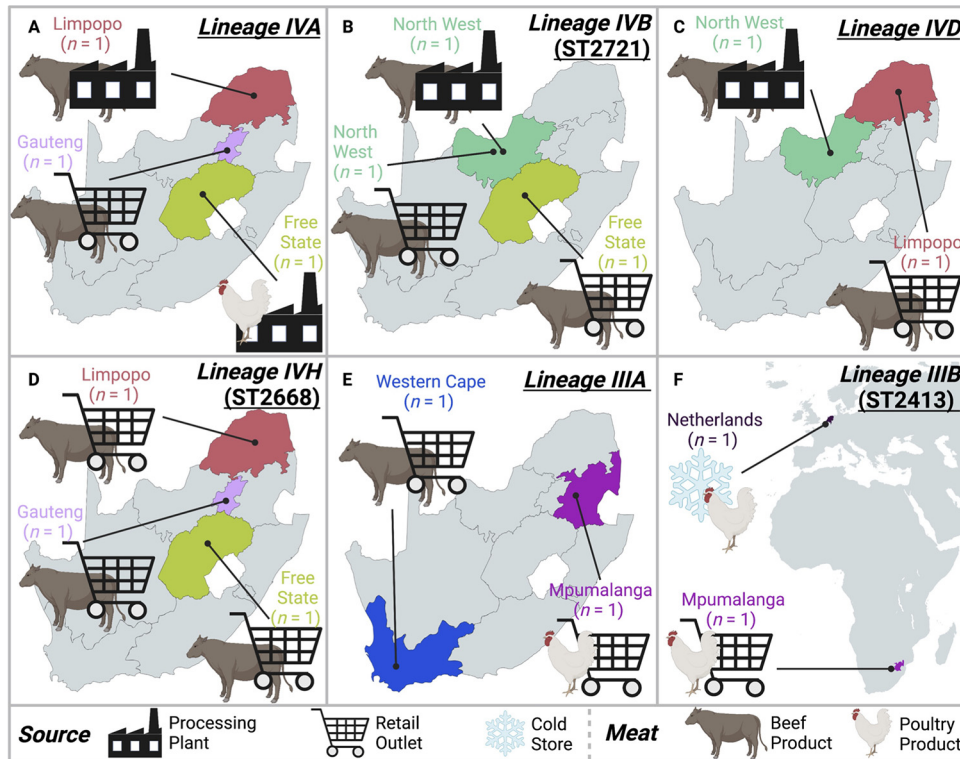 A
Limpopo
(n = 1)
Lineage IVA
Gauteng
(n = 1)
Free
State
(n = 1)
B
North West
(n = 1)
Lineage IVB
(ST2721)
North
West
(n = 1)
Free
State
(n = 1)
C
North West
(n = 1)
Lineage IVD
Limpopo
(n = 1)
D
Limpopo
(n = 1)
Lineage IVH
(ST2668)
Gauteng
(n = 1)
Free
State
(n = 1)
E
Western Cape
(n = 1)
Lineage IIIA
Mpumalanga
(n = 1)
F
Lineage IIIB
(ST2413)
Netherlands
(n = 1)
Mpumalanga
(n = 1)
Source
Processing
Plant
Retail
Outlet
Cold
Store
Meat
Beef
Product
Poultry
Product